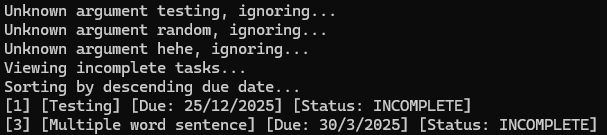 Unknown argument testing, ignoring...
Unknown argument random, ignoring...
Unknown argument hehe, ignoring...
Viewing incomplete tasks...
Sorting by descending due date...
[1] [Testing] [Due: 25/12/2025] [Status: INCOMPLETE]
[3] [Multiple word sentence] [Due: 30/3/2025] [Status: INCOMPLETE]